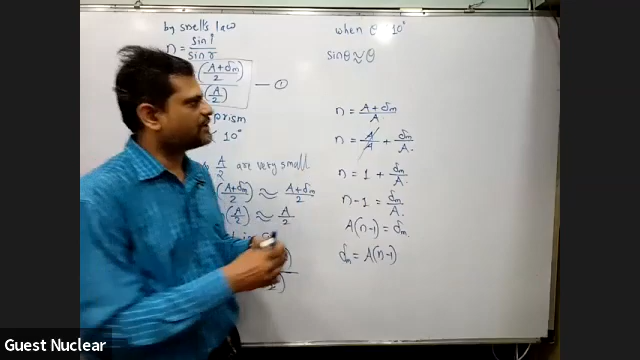 by snell's law
n = sin i / sin r
(A+δm)/2
(A/2) — ①
prism
10°
A/2 are very small
(A+δm)/2) ≈ (A+δm)/2
(A/2) ≈ A/2
when θ 10°
sinθ ≈ θ
n = (A + δm)/A
n = A/A + δm/A.
n = 1 + δm/A.
n-1 = δm/A.
A(n-1) = δm.
δm = A(n-1)
Guest Nuclear